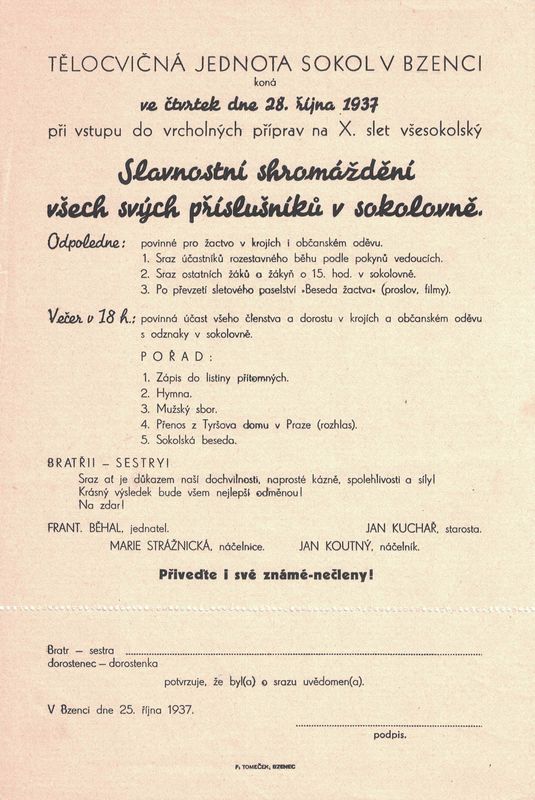 TĚLOCVIČNÁ JEDNOTA SOKOL V BZENCI
koná
ve čtvrtek dne 28. října 1937
při vstupu do vrcholných příprav na X. slet všesokolský
Slavnostní shromáždění
všech svých příslušníků v sokolovně.
Odpoledne: povinné pro žactvo v krojích i občanském oděvu.
1. Sraz účastníků rozestavného běhu podle pokynů vedoucích.
2. Sraz ostatních žáků a žákyň o 15. hod. v sokolovně.
3. Po převzetí sletového paselství »Beseda žactva« (proslov, filmy).
Večer v 18 h.: povinná účast všeho členstva a dorostu v krojích a občanském oděvu
s odznaky v sokolovně.
POŘAD:
1. Zápis do listiny přítomných.
2. Hymna.
3. Mužský sbor.
4. Přenos z Tyršova domu v Praze (rozhlas).
5. Sokolská beseda.
BRATŘI! – SESTRY!
Sraz ať je důkazem naší dochvilnosti, naprosté kázně, spolehlivosti a síly!
Krásný výsledek bude všem nejlepší odměnou!
Na zdar!
FRANT. BĚHAL, jednatel. JAN KUCHAŘ, starosta.
MARIE STRÁŽNICKÁ, náčelnice. JAN KOUTNÝ, náčelník.
Přiveďte i své známé-nečleny!
Bratr – sestra
dorostenec – dorostenka
potvrzuje, že byl(a) o srazu uvědomen(a).
V Bzenci dne 25. října 1937.
podpis.
F. TOMEČEK, BZENEC